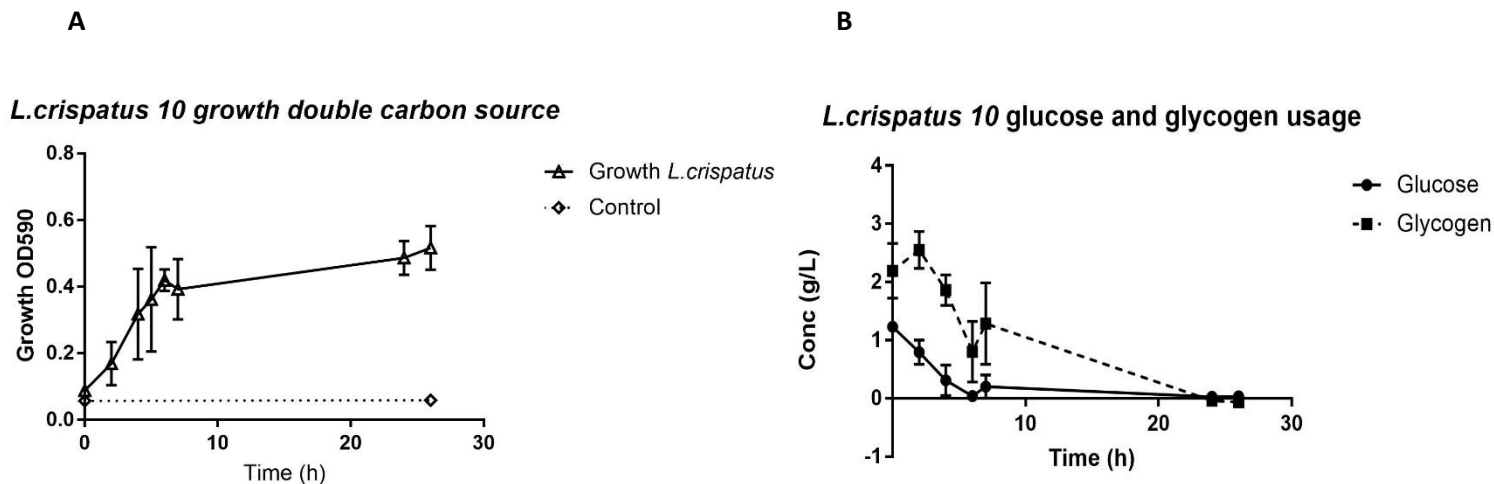 A
L.crispatus 10 growth double carbon source
0.8
0.6
0.4
0.2
0.0
Growth OD590
0
10
20
30
Time (h)
Growth L.crispatus
Control
B
L.crispatus 10 glucose and glycogen usage
4
3
2
1
0
-1
Conc (g/L)
10
20
30
Time (h)
Glucose
Glycogen